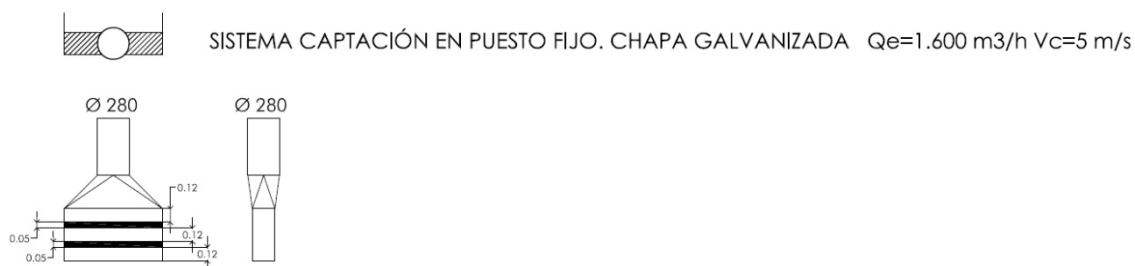 SISTEMA CAPTACIÓN EN PUESTO FIJO. CHAPA GALVANIZADA Qe=1.600 m3/h Vc=5 m/s
Ø 280 Ø 280
0.12
0.05 0.12
0.05 0.12